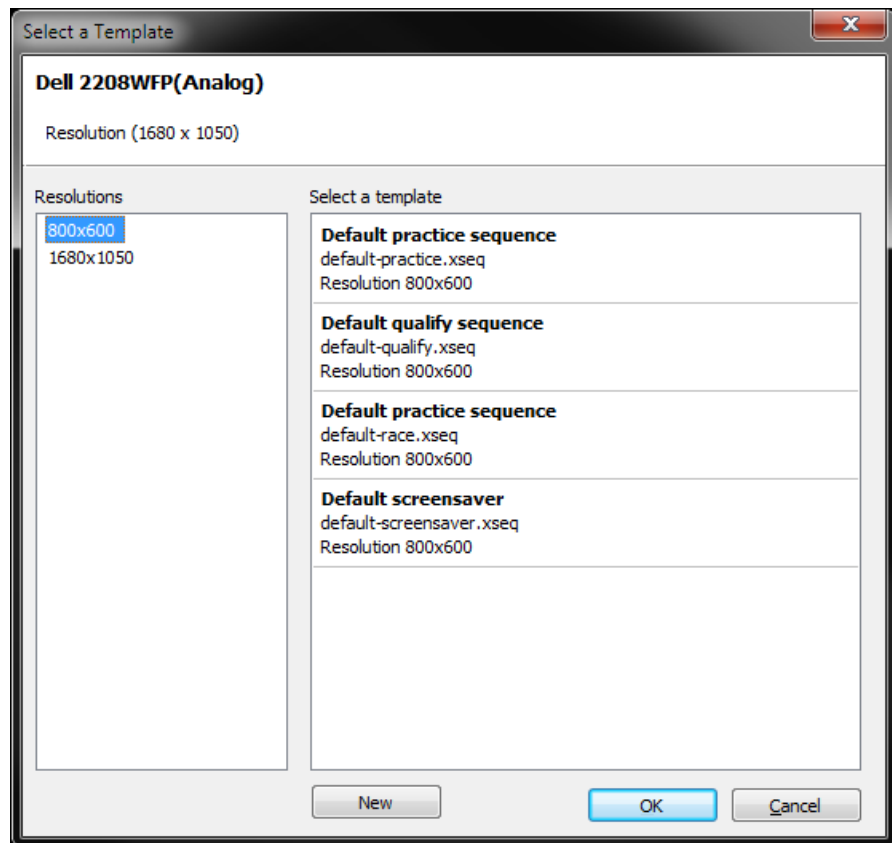 Select a Template
Dell 2208WFP(Analog)
Resolution (1680 x 1050)
Resolutions
800x600
1680x1050
Select a template
Default practice sequence
default-practice.xseq
Resolution 800x600
Default qualify sequence
default-qualify.xseq
Resolution 800x600
Default practice sequence
default-race.xseq
Resolution 800x600
Default screensaver
default-screensaver.xseq
Resolution 800x600
New
OK
Cancel